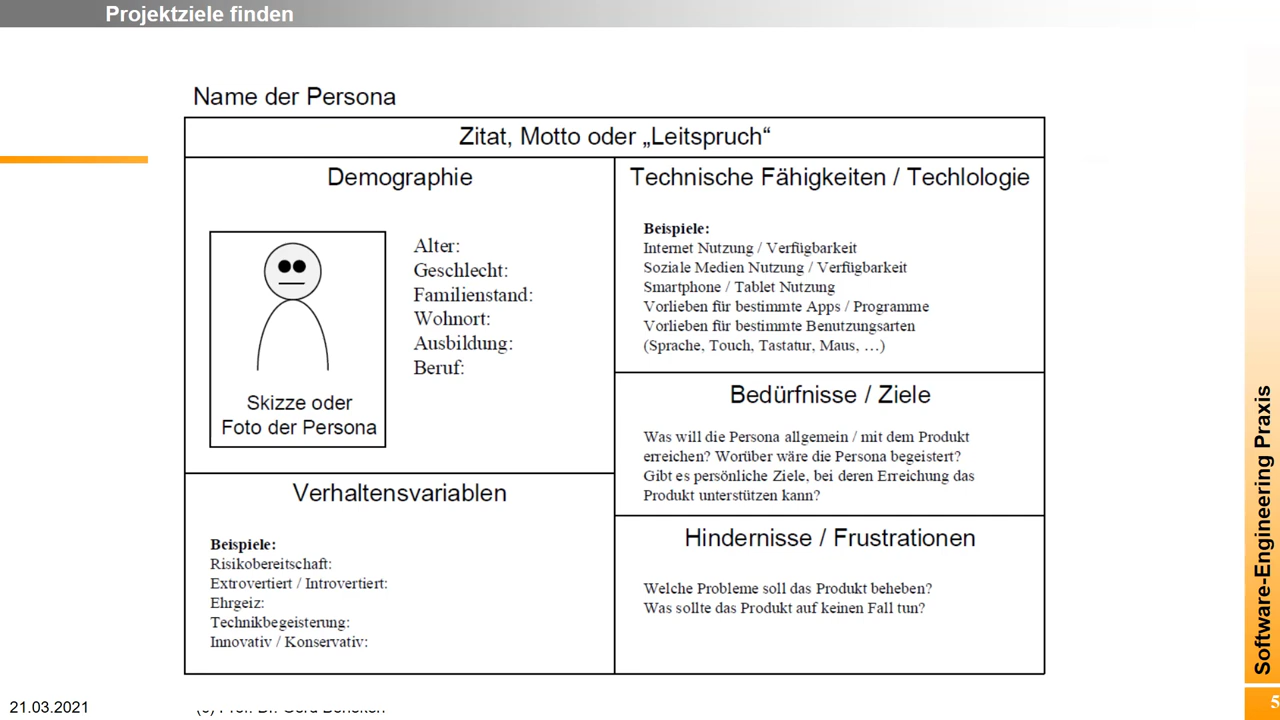 Projektziele finden
Name der Persona
Zitat, Motto oder „Leitspruch“
Demographie
Alter:
Geschlecht:
Familienstand:
Wohnort:
Ausbildung:
Beruf:
Skizze oder
Foto der Persona
Verhaltensvariablen
Beispiele:
Risikobereitschaft:
Extrovertiert / Introvertiert:
Ehrgeiz:
Technikbegeisterung:
Innovativ / Konservativ:
Technische Fähigkeiten / Techlologie
Beispiele:
Internet Nutzung / Verfügbarkeit
Soziale Medien Nutzung / Verfügbarkeit
Smartphone / Tablet Nutzung
Vorlieben für bestimmte Apps / Programme
Vorlieben für bestimmte Benutzungsarten
(Sprache, Touch, Tastatur, Maus, …)
Bedürfnisse / Ziele
Was will die Persona allgemein / mit dem Produkt
erreichen? Worüber wäre die Persona begeistert?
Gibt es persönliche Ziele, bei deren Erreichung das
Produkt unterstützen kann?
Hindernisse / Frustrationen
Welche Probleme soll das Produkt beheben?
Was sollte das Produkt auf keinen Fall tun?
Software-Engineering Praxis
5
21.03.2021
(c) Prof. Dr. Gerd Beneken